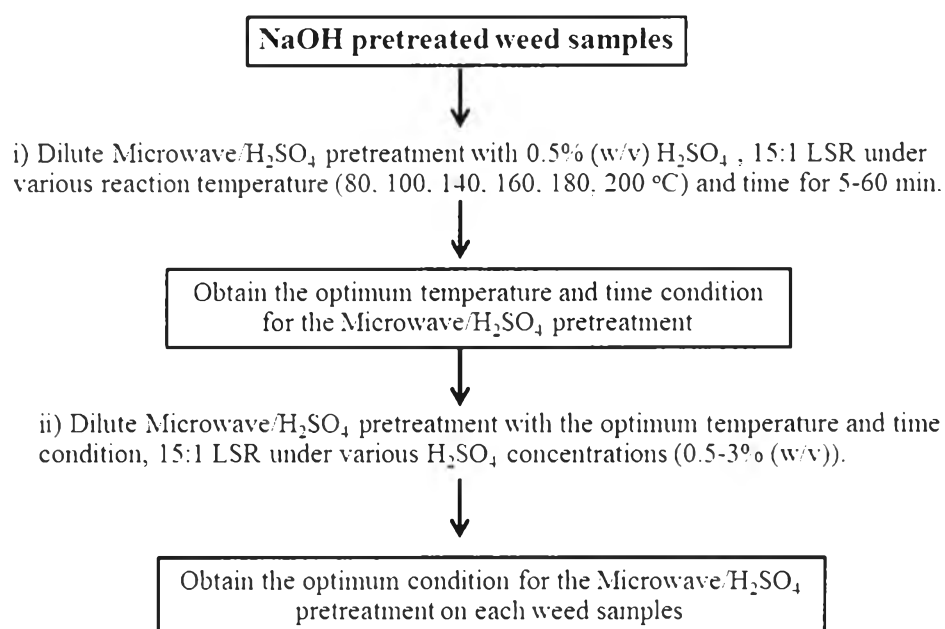 NaOH pretreated weed samples
i) Dilute Microwave/H₂SO₄ pretreatment with 0.5% (w/v) H₂SO₄ , 15:1 LSR under
various reaction temperature (80. 100. 140. 160. 180. 200 ºC) and time for 5-60 min.
Obtain the optimum temperature and time condition
for the Microwave/H₂SO₄ pretreatment
ii) Dilute Microwave/H₂SO₄ pretreatment with the optimum temperature and time
condition, 15:1 LSR under various H₂SO₄ concentrations (0.5-3% (w/v)).
Obtain the optimum condition for the Microwave/H₂SO₄
pretreatment on each weed samples